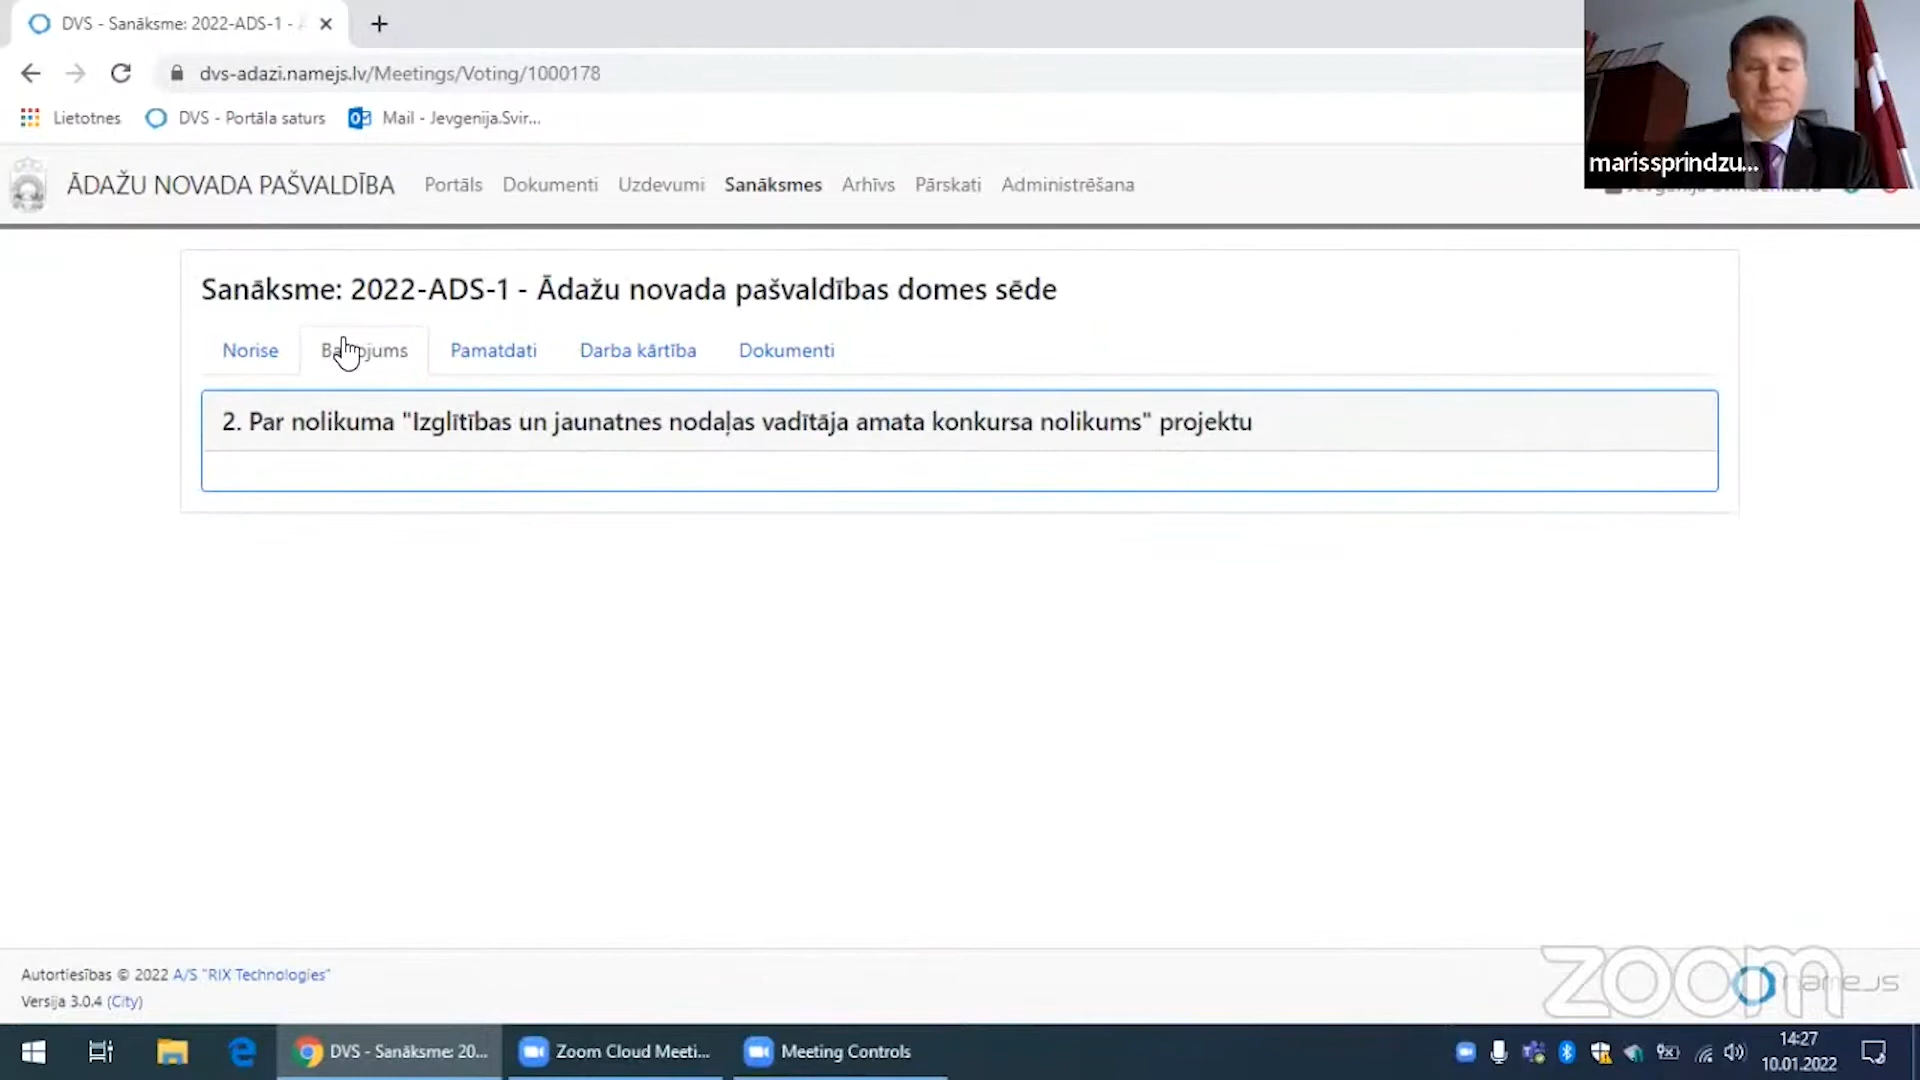 DVS - Sanāksme: 2022-ADS-1 -
dvs-adazi.namejs.lv/Meetings/Voting/1000178
Lietotnes DVS - Portāla saturs Mail - Jevgenija.Svir...
marissprindzu...
ĀDAŽU NOVADA PAŠVALDĪBA Portāls Dokumenti Uzdevumi Sanāksmes Arhīvs Pārskati Administrēšana
Sanāksme: 2022-ADS-1 - Ādažu novada pašvaldības domes sēde
Norise Pamatdati Darba kārtība Dokumenti
2. Par nolikuma "Izglītības un jaunatnes nodaļas vadītāja amata konkursa nolikums" projektu
Autortiesības © 2022 A/S "RIX Technologies"
Versija 3.0.4 (City)
zoom
namejs
DVS - Sanāksme: 20... Zoom Cloud Meeti... Meeting Controls
14:27
10.01.2022